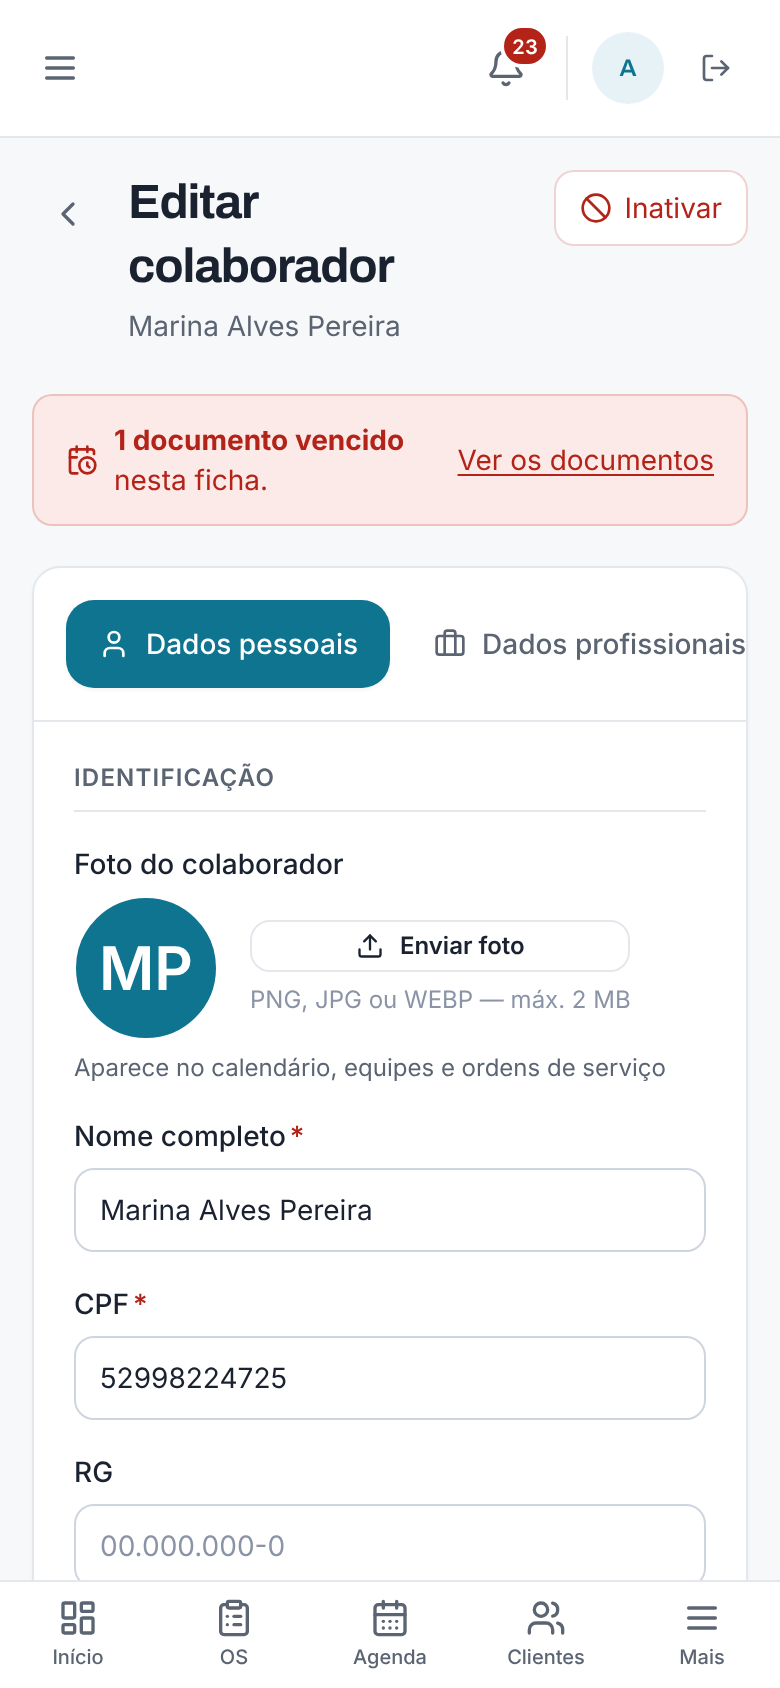 23
A
Editar
colaborador
Marina Alves Pereira
Inativar
1 documento vencido
nesta ficha.
Ver os documentos
Dados pessoais
Dados profissionais
IDENTIFICAÇÃO
Foto do colaborador
MP
Enviar foto
PNG, JPG ou WEBP — máx. 2 MB
Aparece no calendário, equipes e ordens de serviço
Nome completo*
Marina Alves Pereira
CPF*
52998224725
RG
00.000.000-0
Início
OS
Agenda
Clientes
Mais